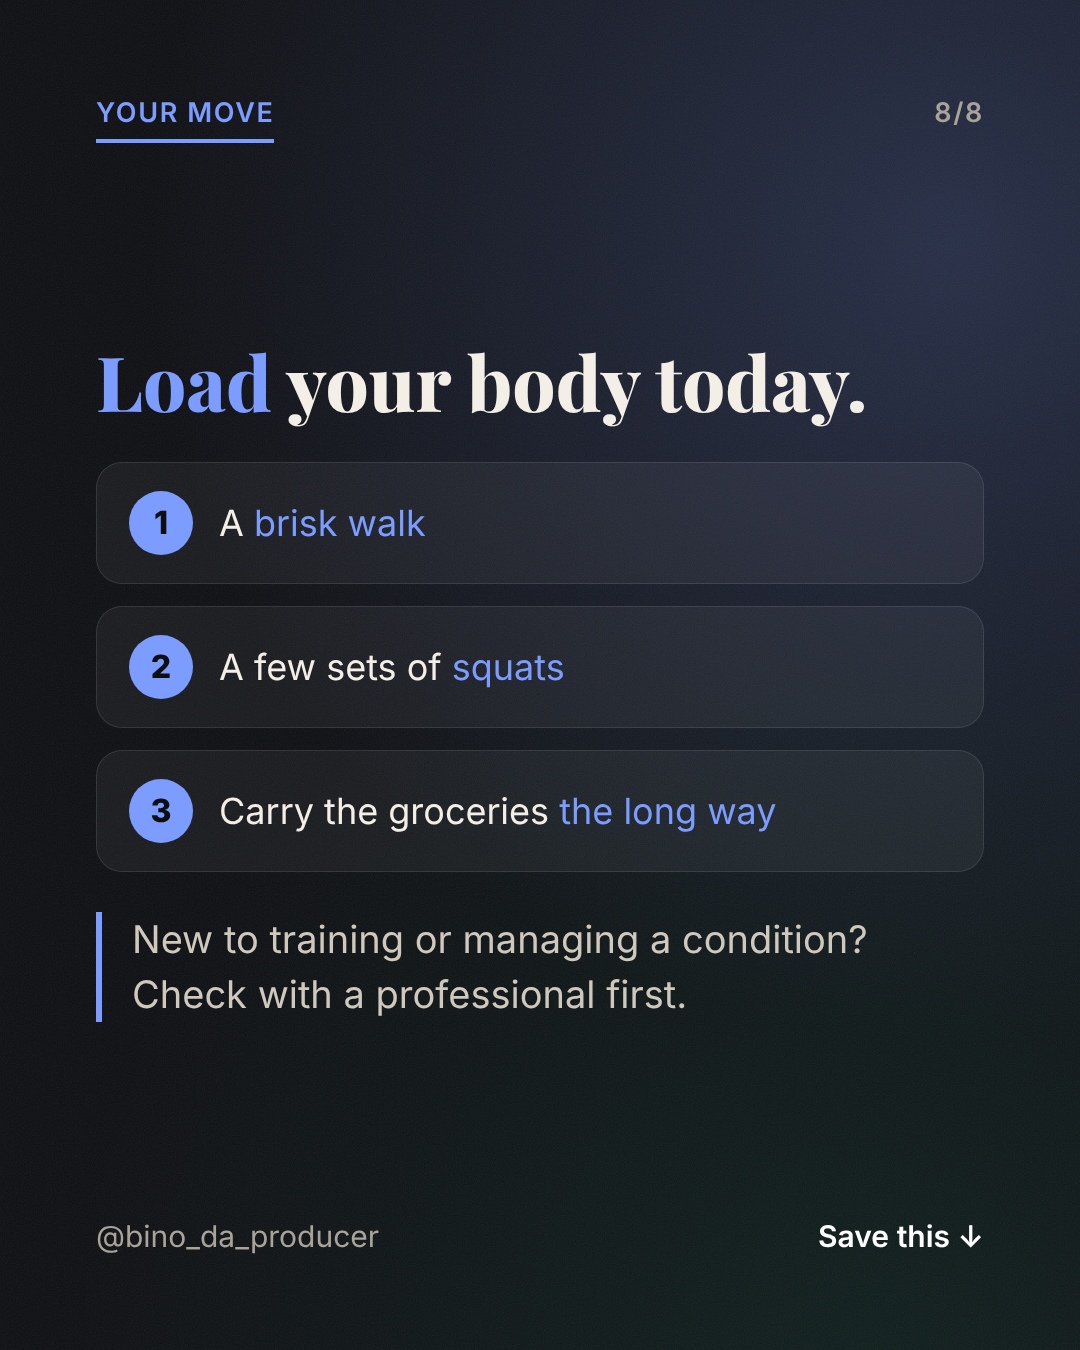 YOUR MOVE
8/8
Load your body today.
1 A brisk walk
2 A few sets of squats
3 Carry the groceries the long way
New to training or managing a condition?
Check with a professional first.
@bino_da_producer
Save this ↓